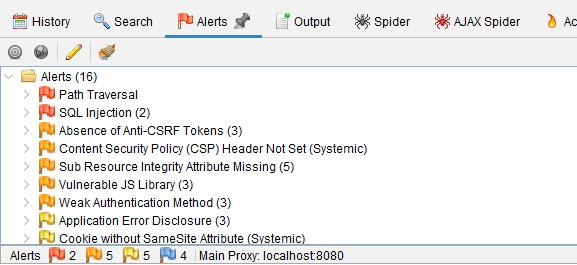 History Search Alerts Output Spider AJAX Spider Ac
Alerts (16)
Path Traversal
SQL Injection (2)
Absence of Anti-CSRF Tokens (3)
Content Security Policy (CSP) Header Not Set (Systemic)
Sub Resource Integrity Attribute Missing (5)
Vulnerable JS Library (3)
Weak Authentication Method (3)
Application Error Disclosure (3)
Cookie without SameSite Attribute (Systemic)
Alerts 2 5 5 4 Main Proxy: localhost:8080